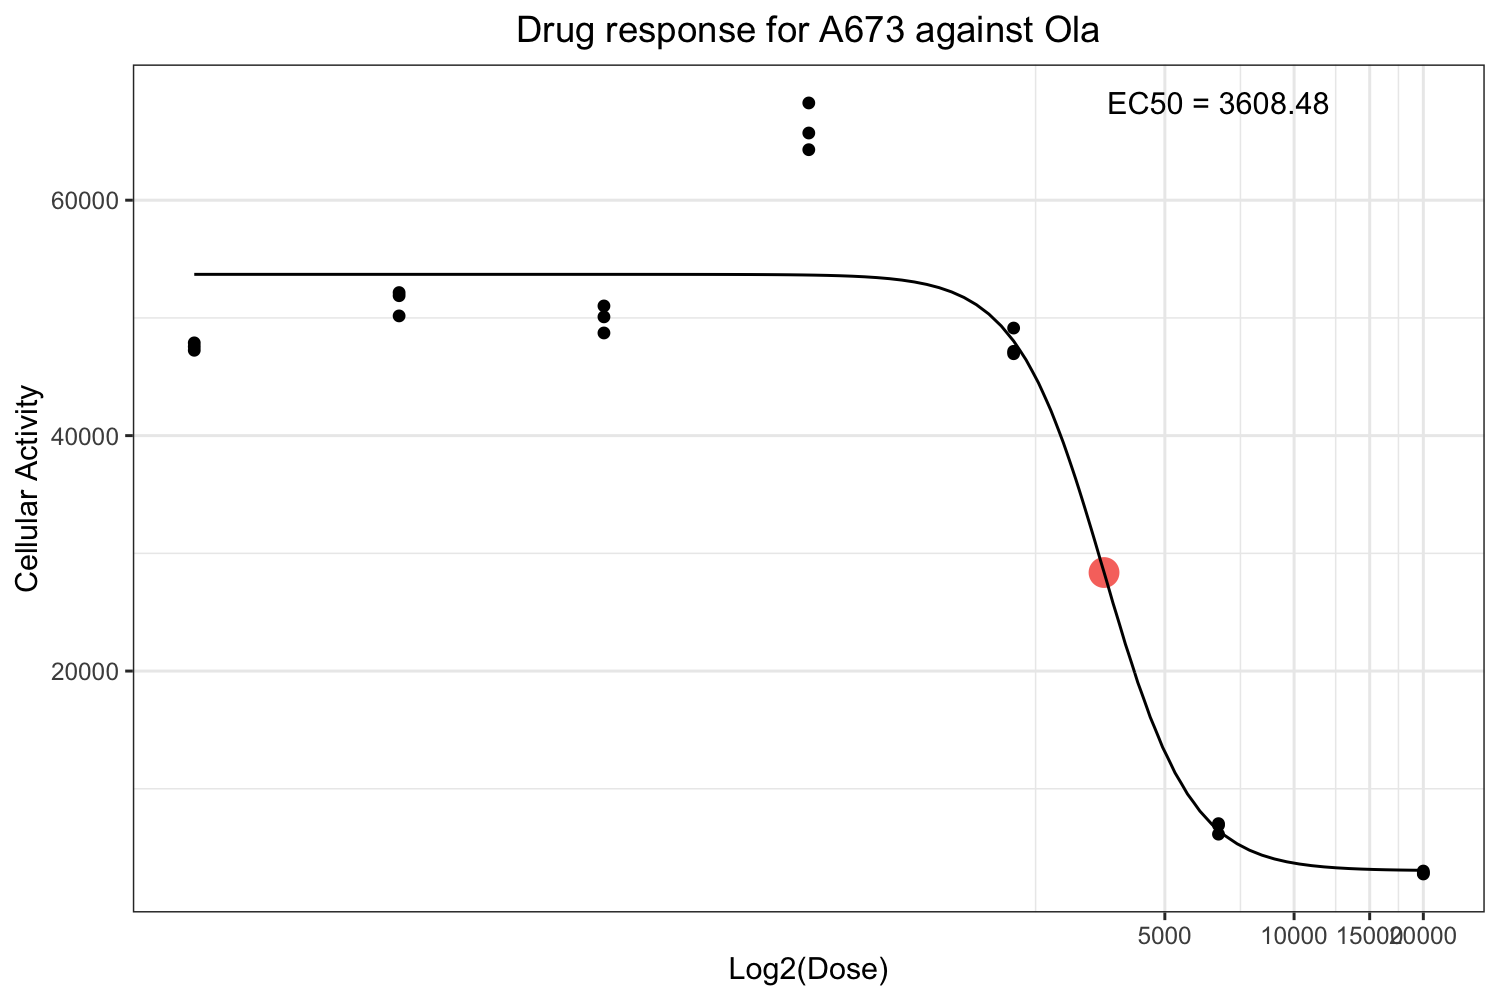 Drug response for A673 against Ola
EC50 = 3608.48
60000
40000
20000
Cellular Activity
5000 10000 15000 20000
Log2(Dose)